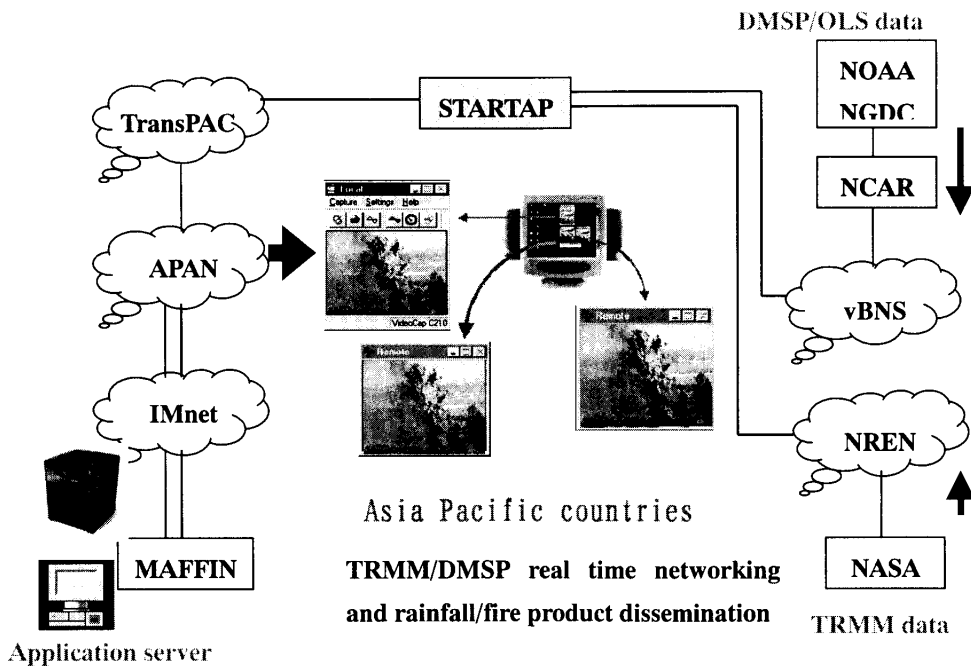 DMSP/OLS data
NOAA
NGDC
TransPAC
STARTAP
NCAR
Local
Capture Settings Help
APAN
vBNS
VideoCap C210
Remote
Remote
IMnet
NREN
Asia Pacific countries
MAFFIN
TRMM/DMSP real time networking
and rainfall/fire product dissemination
NASA
TRMM data
Application server